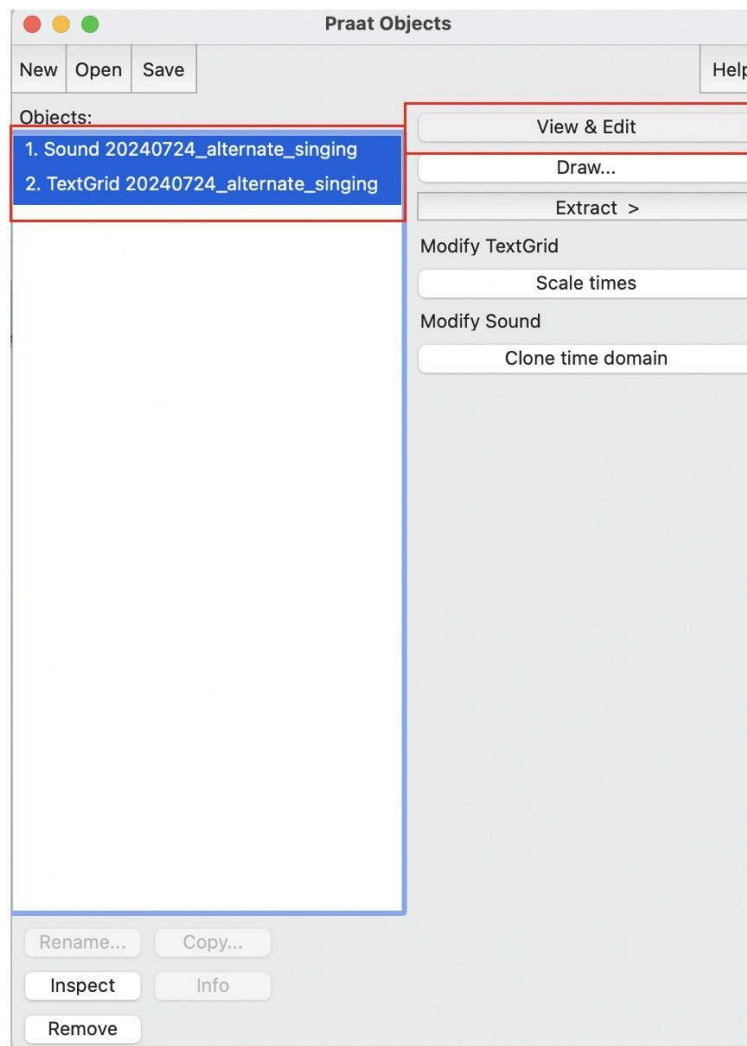 Praat Objects
New Open Save
Help
Objects:
1. Sound 20240724_alternate_singing
2. TextGrid 20240724_alternate_singing
View & Edit
Draw...
Extract >
Modify TextGrid
Scale times
Modify Sound
Clone time domain
Rename... Copy...
Inspect Info
Remove